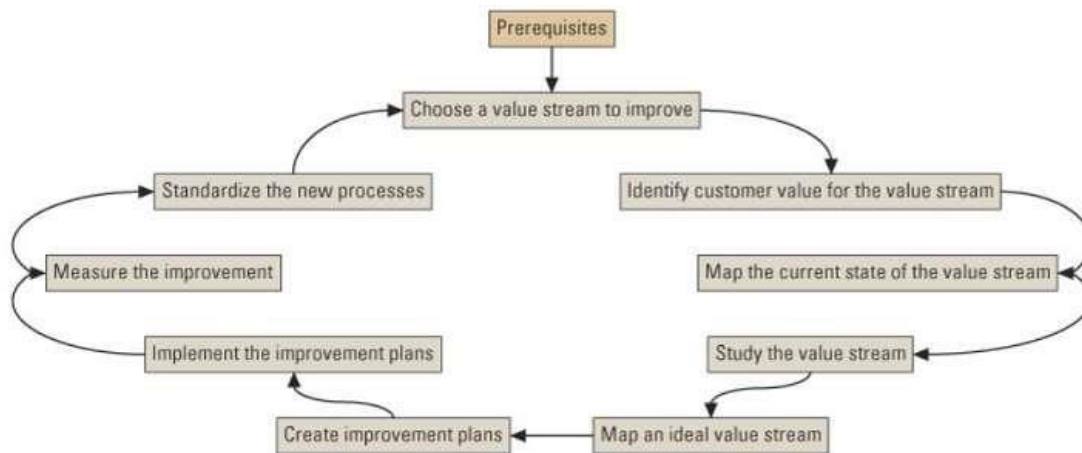 Prerequisites
Choose a value stream to improve
Identify customer value for the value stream
Map the current state of the value stream
Study the value stream
Map an ideal value stream
Create improvement plans
Implement the improvement plans
Measure the improvement
Standardize the new processes